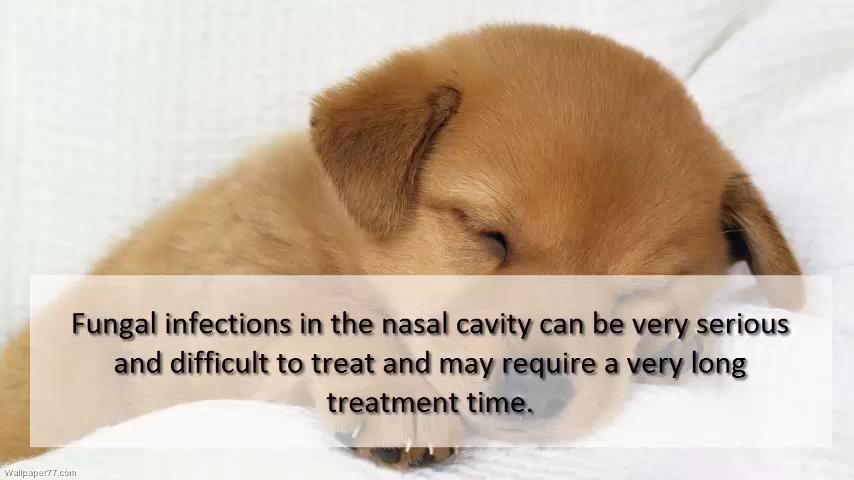 Fungal infections in the nasal cavity can be very serious
and difficult to treat and may require a very long
treatment time.
Wallpaper77.com